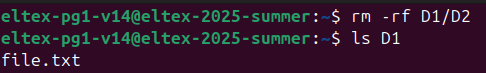 eltex-pg1-v14@eltex-2025-summer:~$ rm -rf D1/D2
eltex-pg1-v14@eltex-2025-summer:~$ ls D1
file.txt